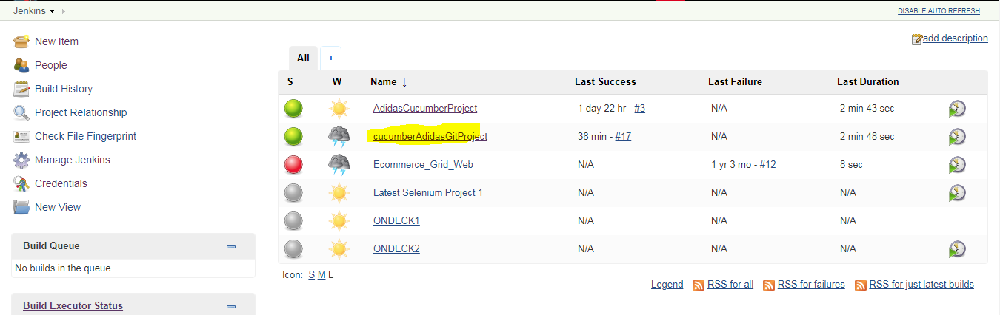 Jenkins
DISABLE AUTO REFRESH
New Item
People
Build History
Project Relationship
Check File Fingerprint
Manage Jenkins
Credentials
New View
Build Queue
No builds in the queue.
Build Executor Status
add description
All +
S W Name ↓ Last Success Last Failure Last Duration
AdidasCucumberProject 1 day 22 hr - #3 N/A 2 min 43 sec
cucumberAdidasGitProject 38 min - #17 N/A 2 min 48 sec
Ecommerce_Grid_Web N/A 1 yr 3 mo - #12 8 sec
Latest Selenium Project 1 N/A N/A N/A
ONDECK1 N/A N/A N/A
ONDECK2 N/A N/A N/A
Icon: S M L
Legend RSS for all RSS for failures RSS for just latest builds